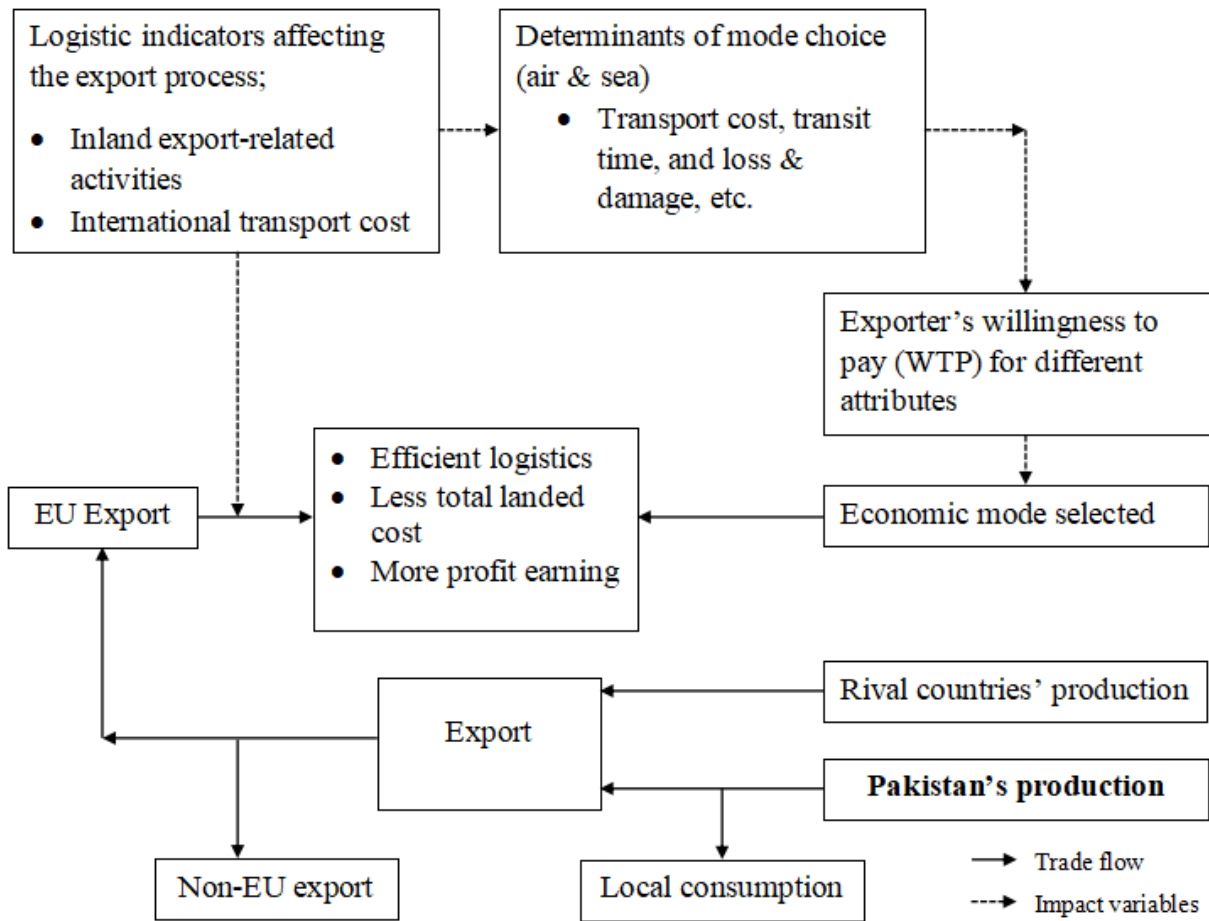 Logistic indicators affecting
the export process;
● Inland export-related
activities
● International transport cost
Determinants of mode choice
(air & sea)
● Transport cost, transit
time, and loss &
damage, etc.
Exporter’s willingness to
pay (WTP) for different
attributes
● Efficient logistics
● Less total landed
cost
● More profit earning
EU Export
Economic mode selected
Export
Rival countries’ production
Pakistan’s production
Non-EU export
Local consumption
Trade flow
Impact variables